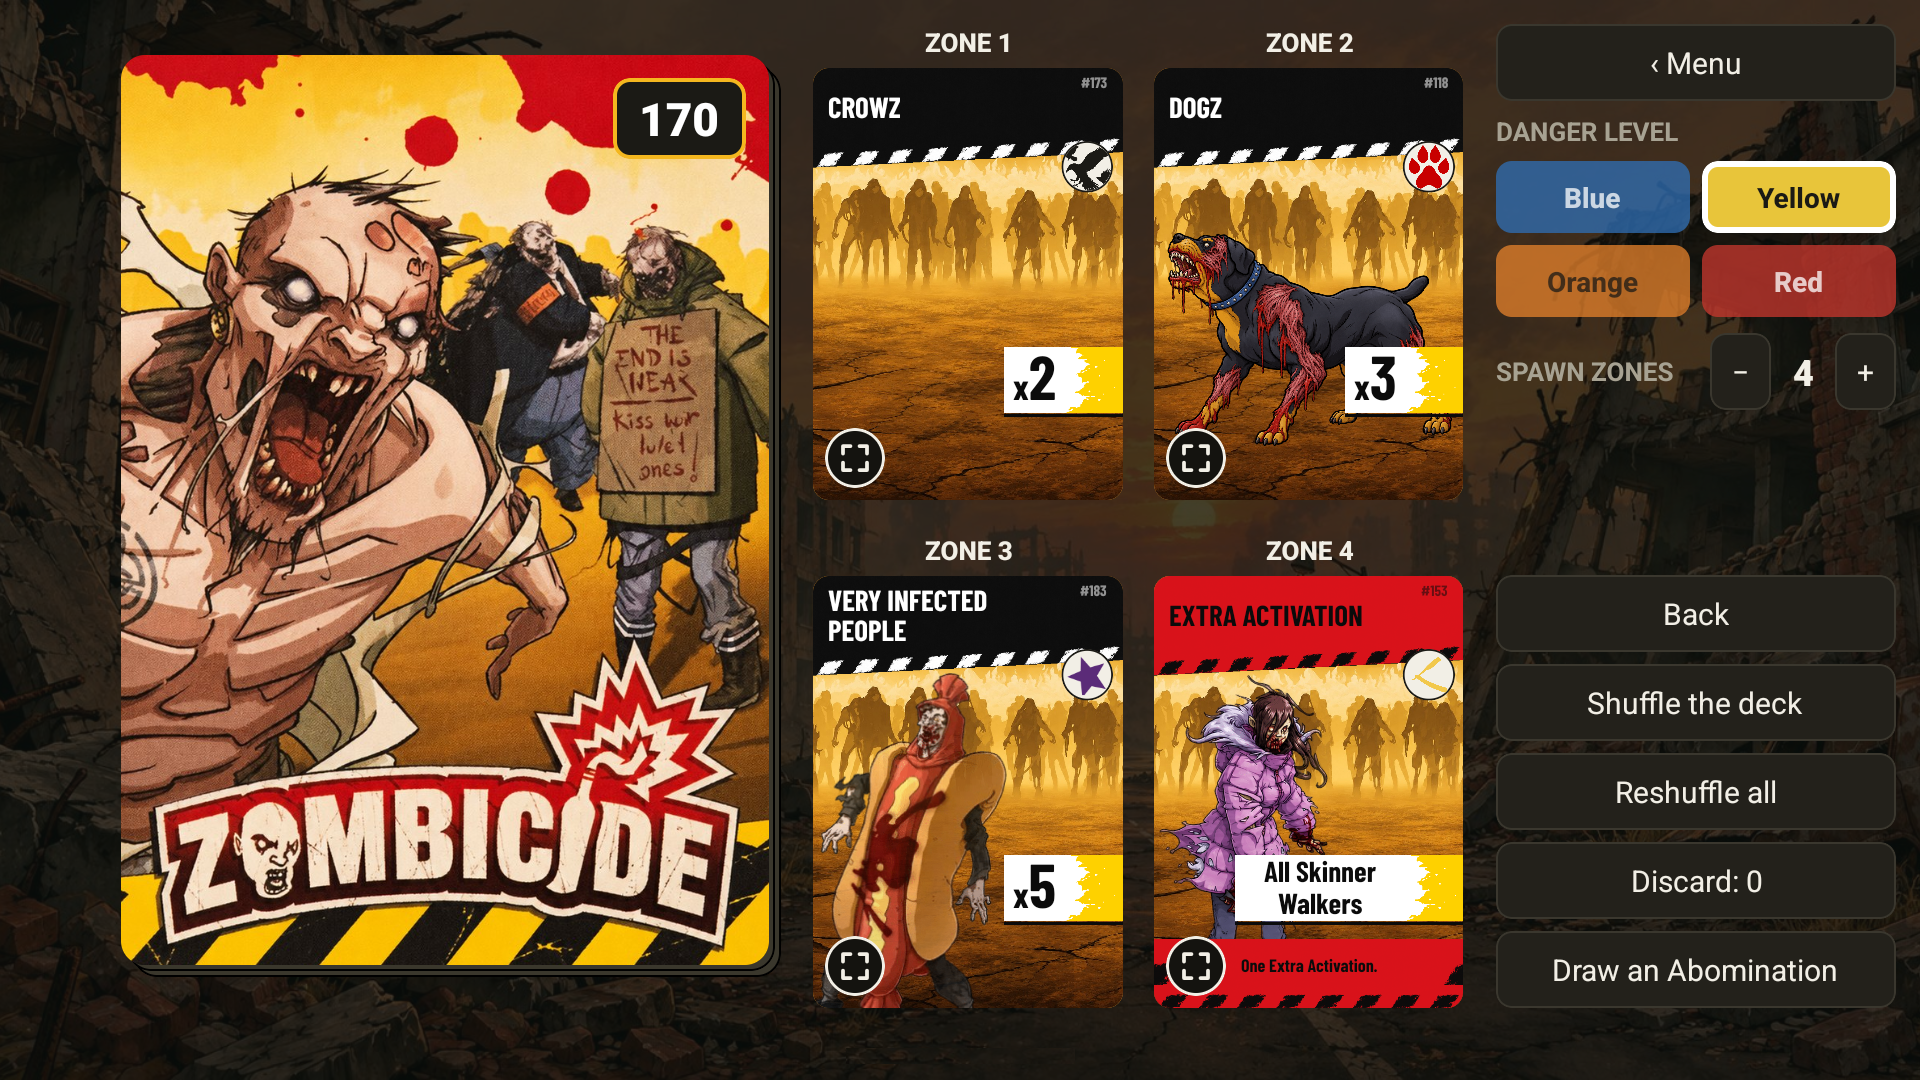 170
THE
END IS
NEAR
Kiss wur
ones!
ZOMBICIDE
ZONE 1
#173
CROWZ
x2
ZONE 2
#118
DOGZ
x3
ZONE 3
#183
VERY INFECTED
PEOPLE
x5
ZONE 4
#153
EXTRA ACTIVATION
All Skinner
Walkers
One Extra Activation.
‹ Menu
DANGER LEVEL
Blue
Yellow
Orange
Red
SPAWN ZONES
−
4
+
Back
Shuffle the deck
Reshuffle all
Discard: 0
Draw an Abomination